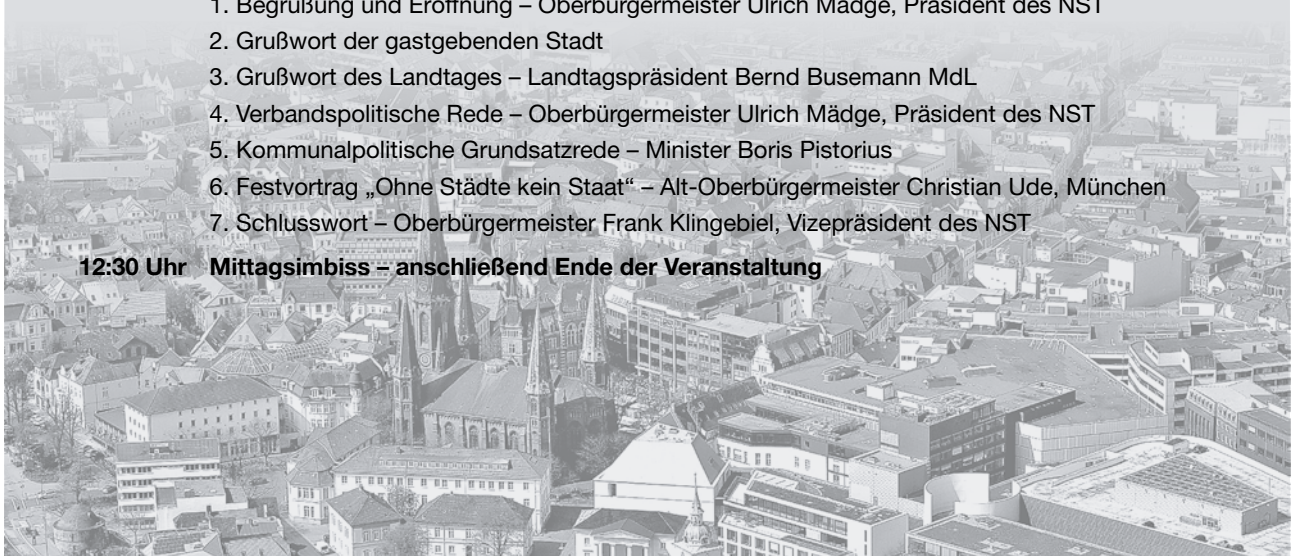 1. Begrüßung und Eröffnung – Oberbürgermeister Ulrich Mädge, Präsident des NST
2. Grußwort der gastgebenden Stadt
3. Grußwort des Landtages – Landtagspräsident Bernd Busemann MdL
4. Verbandspolitische Rede – Oberbürgermeister Ulrich Mädge, Präsident des NST
5. Kommunalpolitische Grundsatzrede – Minister Boris Pistorius
6. Festvortrag „Ohne Städte kein Staat“ – Alt-Oberbürgermeister Christian Ude, München
7. Schlusswort – Oberbürgermeister Frank Klingebiel, Vizepräsident des NST
12:30 Uhr Mittagsimbiss – anschließend Ende der Veranstaltung